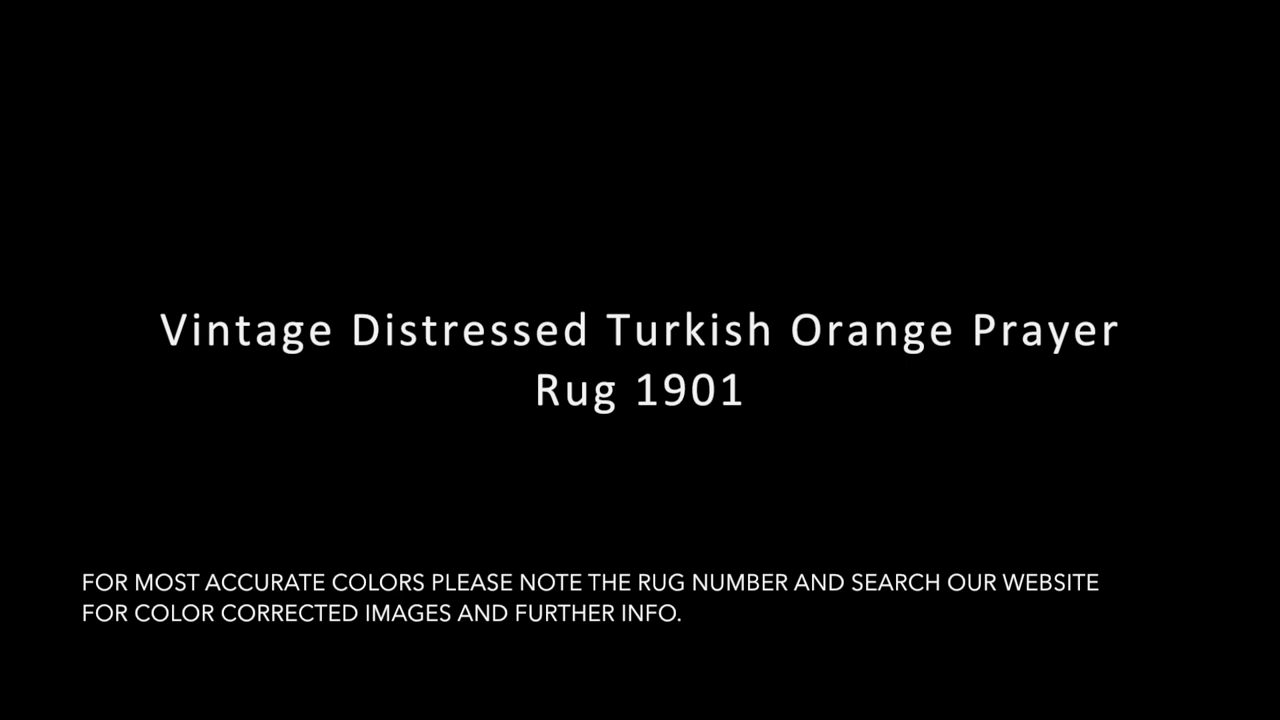 Vintage Distressed Turkish Orange Prayer
Rug 1901
FOR MOST ACCURATE COLORS PLEASE NOTE THE RUG NUMBER AND SEARCH OUR WEBSITE
FOR COLOR CORRECTED IMAGES AND FURTHER INFO.